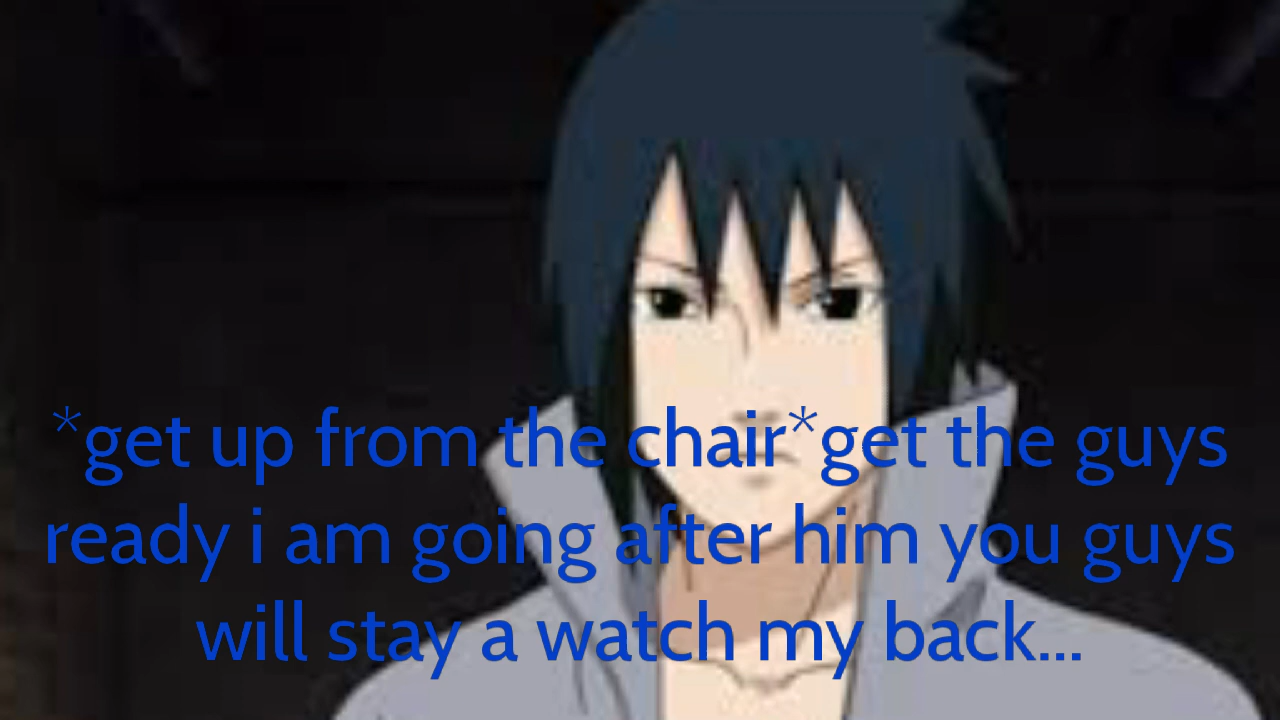 *get up from the chair*get the guys
ready i am going after him you guys
will stay a watch my back...